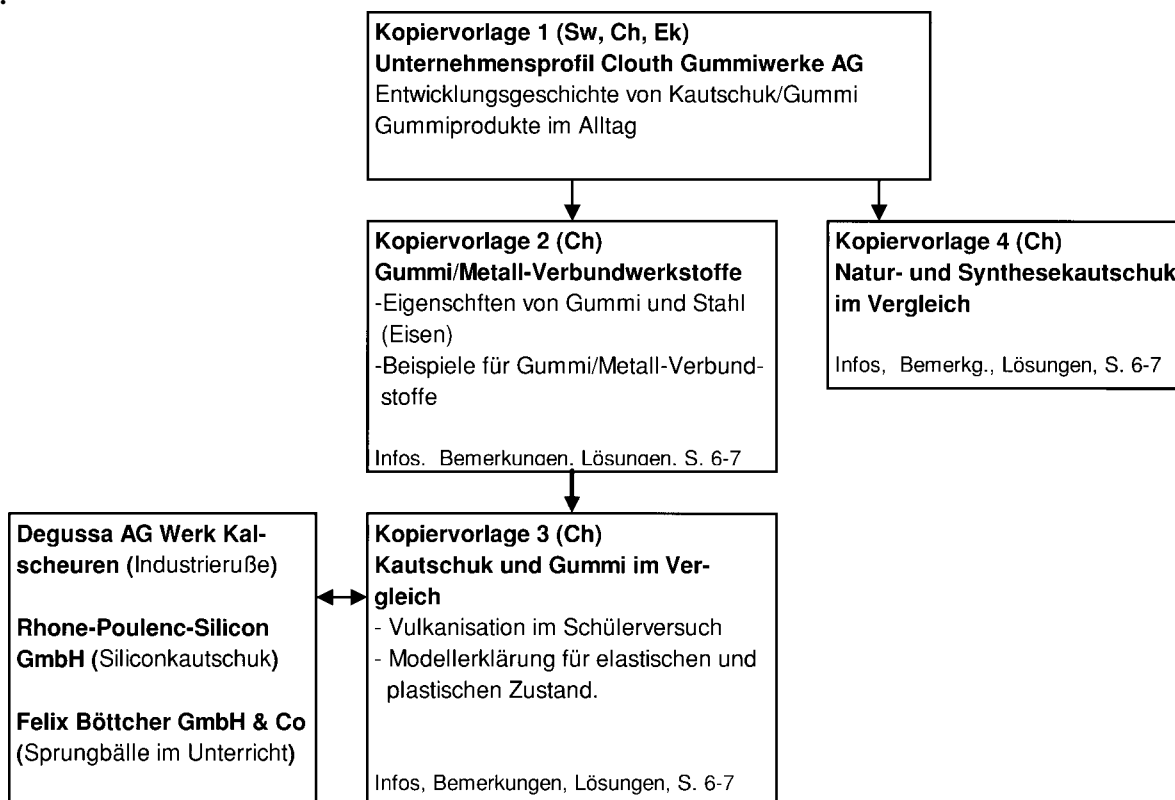 Kopiervorlage 1 (Sw, Ch, Ek)
Unternehmensprofil Clouth Gummiwerke AG
Entwicklungsgeschichte von Kautschuk/Gummi
Gummiprodukte im Alltag
Kopiervorlage 2 (Ch)
Gummi/Metall-Verbundwerkstoffe
-Eigenschften von Gummi und Stahl
(Eisen)
-Beispiele für Gummi/Metall-Verbund-
stoffe
Infos, Bemerkungen, Lösungen, S. 6-7
Kopiervorlage 4 (Ch)
Natur- und Synthesekautschuk
im Vergleich
Infos, Bemerkg., Lösungen, S. 6-7
Degussa AG Werk Kal-
scheuren (Industrieruße)
Rhone-Poulenc-Silicon
GmbH (Siliconkautschuk)
Felix Böttcher GmbH & Co
(Sprungbälle im Unterricht)
Kopiervorlage 3 (Ch)
Kautschuk und Gummi im Ver-
gleich
- Vulkanisation im Schülerversuch
- Modellerklärung für elastischen und
plastischen Zustand.
Infos, Bemerkungen, Lösungen, S. 6-7